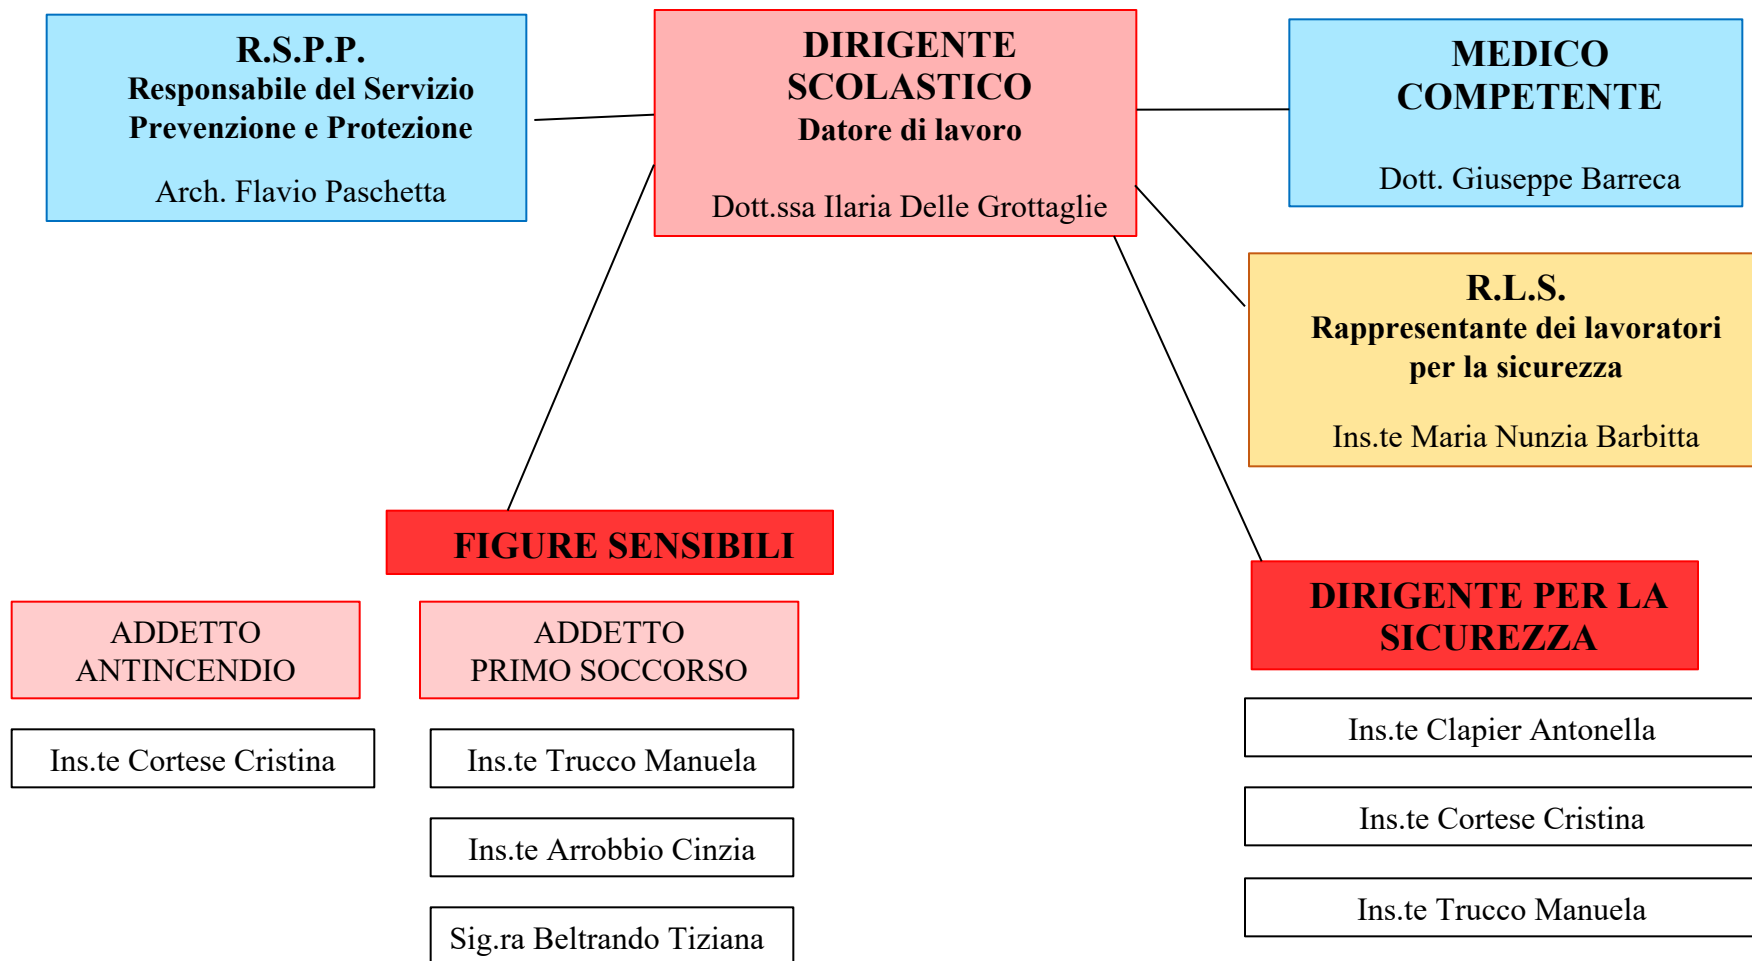 R.S.P.P.
Responsabile del Servizio
Prevenzione e Protezione
Arch. Flavio Paschetta
DIRIGENTE
SCOLASTICO
Datore di lavoro
Dott.ssa Ilaria Delle Grottaglie
MEDICO
COMPETENTE
Dott. Giuseppe Barreca
R.L.S.
Rappresentante dei lavoratori
per la sicurezza
Ins.te Maria Nunzia Barbitta
FIGURE SENSIBILI
ADDETTO
ANTINCENDIO
Ins.te Cortese Cristina
ADDETTO
PRIMO SOCCORSO
Ins.te Trucco Manuela
Ins.te Arrobbio Cinzia
Sig.ra Beltrando Tiziana
DIRIGENTE PER LA
SICUREZZA
Ins.te Clapier Antonella
Ins.te Cortese Cristina
Ins.te Trucco Manuela